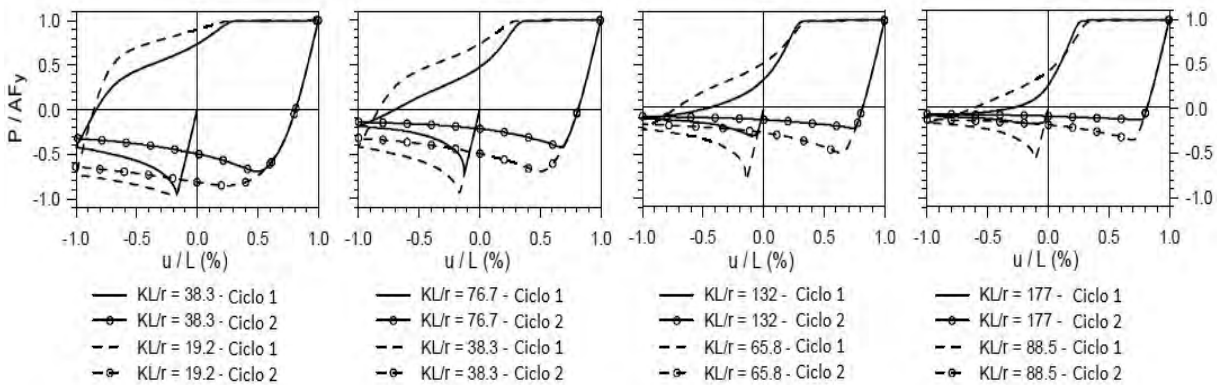 1.0
0.5
0.0
-0.5
-1.0
P / AFy
1.0
0.5
0.0
-0.5
-1.0
-1.0 0.0 0.5 1.0
-1.0 -0.5 0.0 0.5 1.0
-1.0 -0.5 0.0 0.5 1.0
-1.0 -0.5 0.0 0.5 1.0
u / L (%)
u / L (%)
u / L (%)
u / L (%)
KL/r = 38.3 - Ciclo 1
KL/r = 38.3 - Ciclo 2
KL/r = 19.2 - Ciclo 1
KL/r = 19.2 - Ciclo 2
KL/r = 76.7 - Ciclo 1
KL/r = 76.7 - Ciclo 2
KL/r = 38.3 - Ciclo 1
KL/r = 38.3 - Ciclo 2
KL/r = 132 - Ciclo 1
KL/r = 132 - Ciclo 2
KL/r = 65.8 - Ciclo 1
KL/r = 65.8 - Ciclo 2
KL/r = 177 - Ciclo 1
KL/r = 177 - Ciclo 2
KL/r = 88.5 - Ciclo 1
KL/r = 88.5 - Ciclo 2